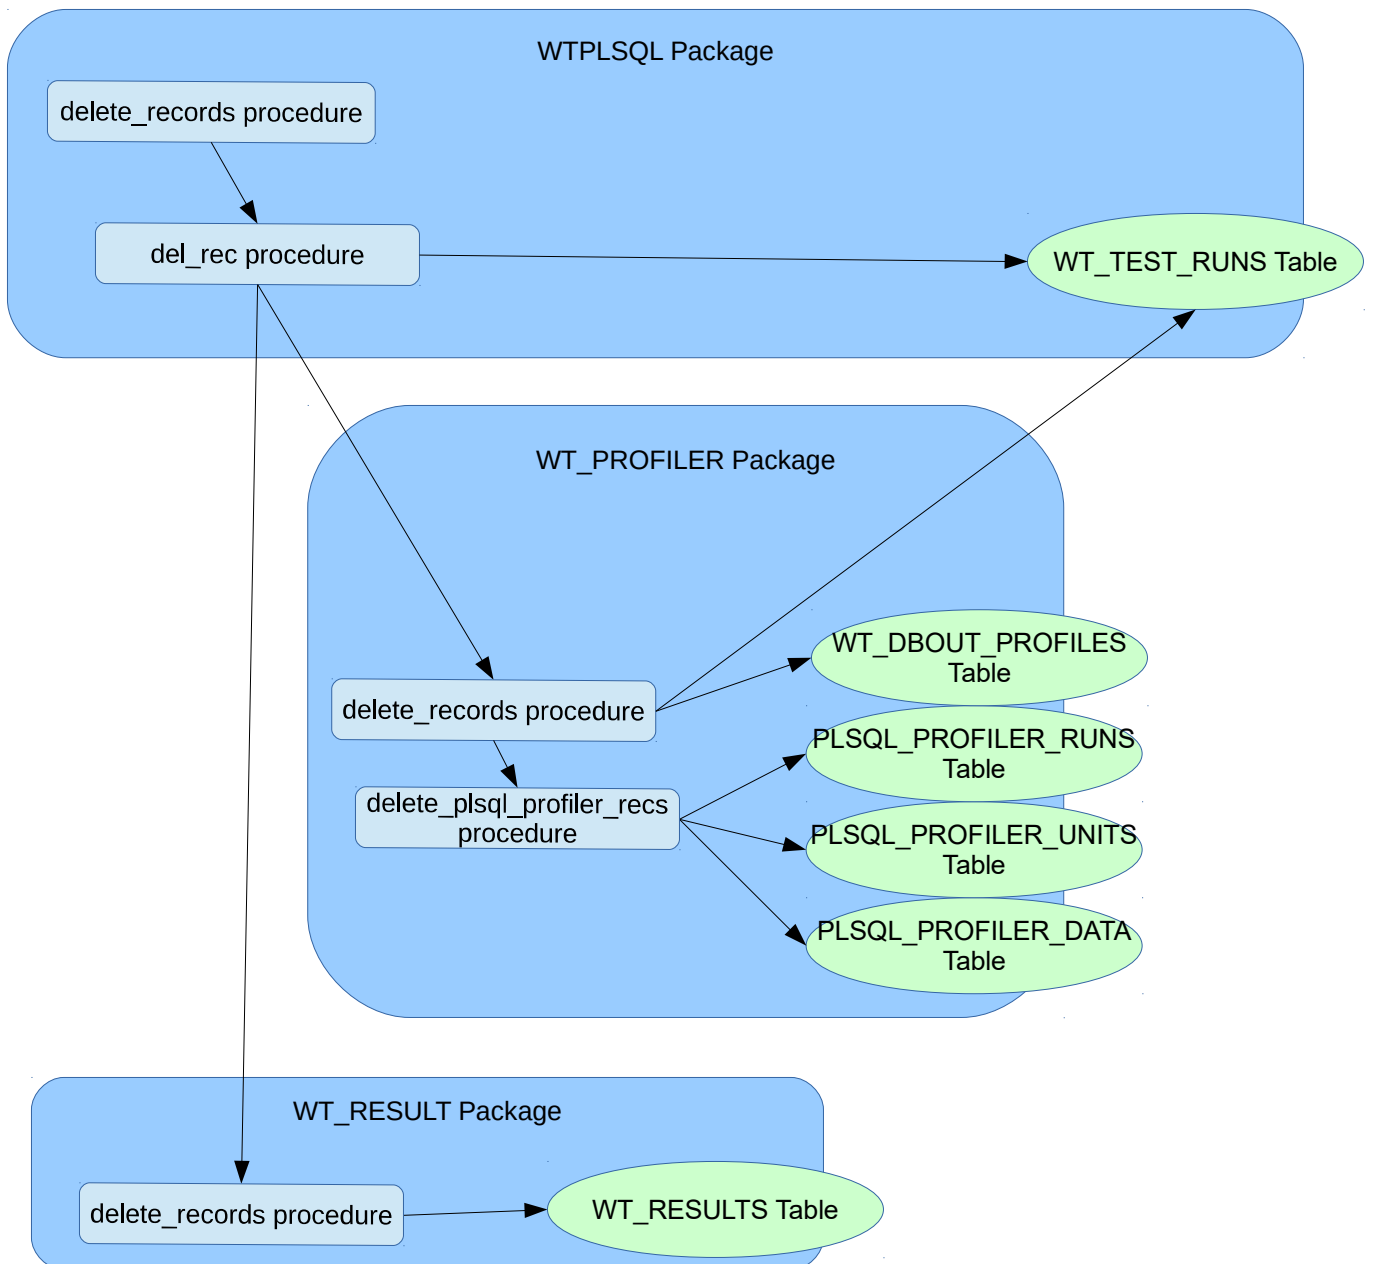 WTPLSQL Package
delete_records procedure
del_rec procedure
WT_TEST_RUNS Table
WT_PROFILER Package
WT_DBOUT_PROFILES
Table
delete_records procedure
PLSQL_PROFILER_RUNS
Table
delete_plsql_profiler_recs
procedure
PLSQL_PROFILER_UNITS
Table
PLSQL_PROFILER_DATA
Table
WT_RESULT Package
delete_records procedure
WT_RESULTS Table